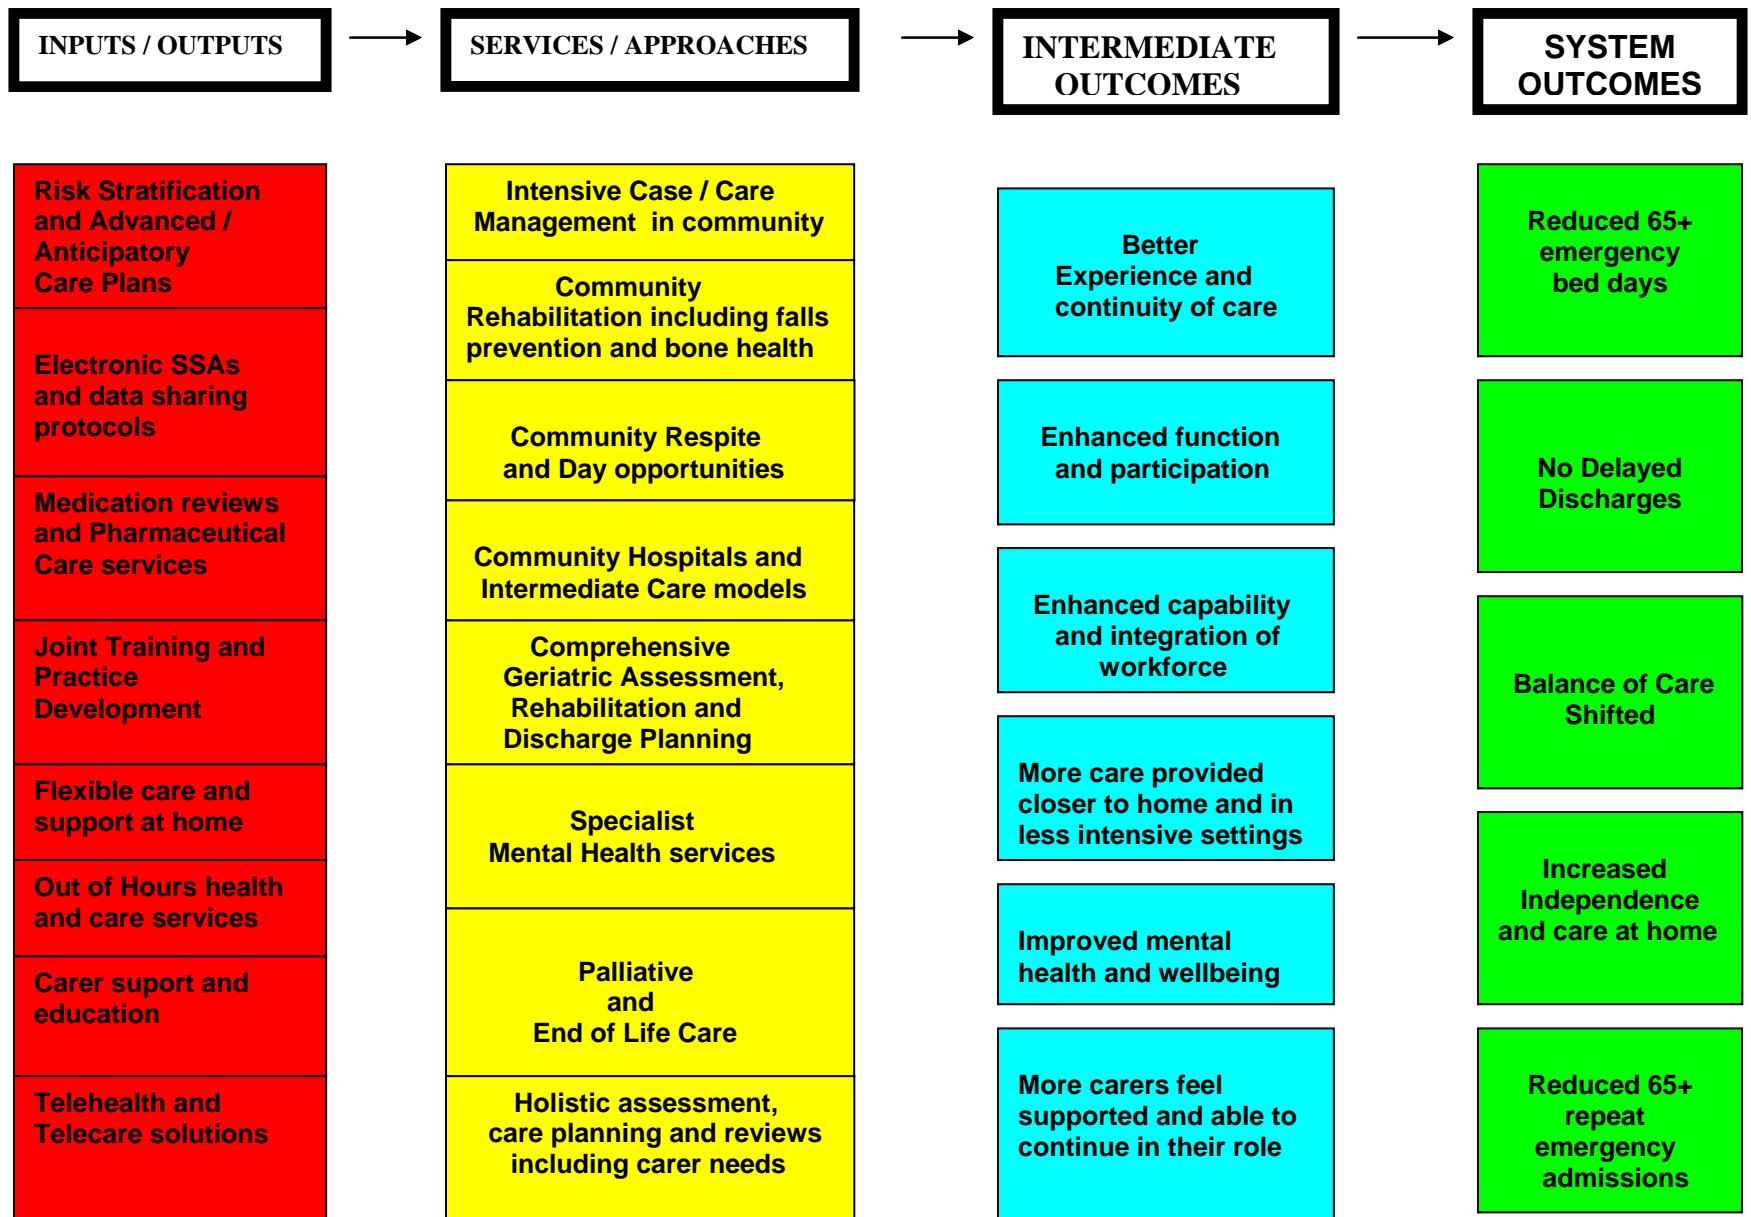 INPUTS / OUTPUTS
SERVICES / APPROACHES
INTERMEDIATE
OUTCOMES
SYSTEM
OUTCOMES
Risk Stratification
and Advanced /
Anticipatory
Care Plans
Electronic SSAs
and data sharing
protocols
Medication reviews
and Pharmaceutical
Care services
Joint Training and
Practice
Development
Flexible care and
support at home
Out of Hours health
and care services
Carer suport and
education
Telehealth and
Telecare solutions
Intensive Case / Care
Management in community
Community
Rehabilitation including falls
prevention and bone health
Community Respite
and Day opportunities
Community Hospitals and
Intermediate Care models
Comprehensive
Geriatric Assessment,
Rehabilitation and
Discharge Planning
Specialist
Mental Health services
Palliative
and
End of Life Care
Holistic assessment,
care planning and reviews
including carer needs
Better
Experience and
continuity of care
Enhanced function
and participation
Enhanced capability
and integration of
workforce
More care provided
closer to home and in
less intensive settings
Improved mental
health and wellbeing
More carers feel
supported and able to
continue in their role
Reduced 65+
emergency
bed days
No Delayed
Discharges
Balance of Care
Shifted
Increased
Independence
and care at home
Reduced 65+
repeat
emergency
admissions